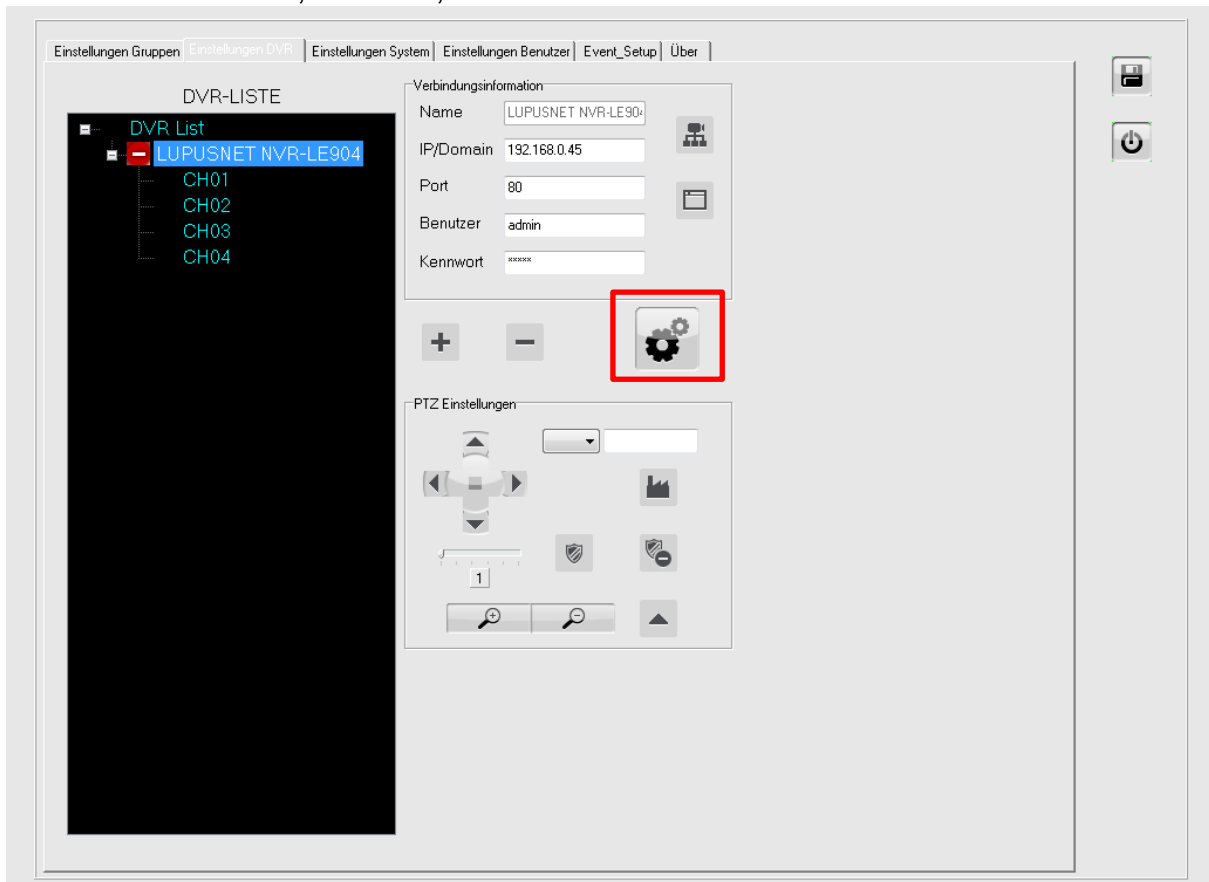 Einstellungen Gruppen Einstellungen DVR Einstellungen System Einstellungen Benutzer Event_Setup Über
DVR-LISTE
DVR List
LUPUSNET NVR-LE904
CH01
CH02
CH03
CH04
Verbindungsinformation
Name LUPUSNET NVR-LE904
IP/Domain 192.168.0.45
Port 80
Benutzer admin
Kennwort *****
PTZ Einstellungen
1